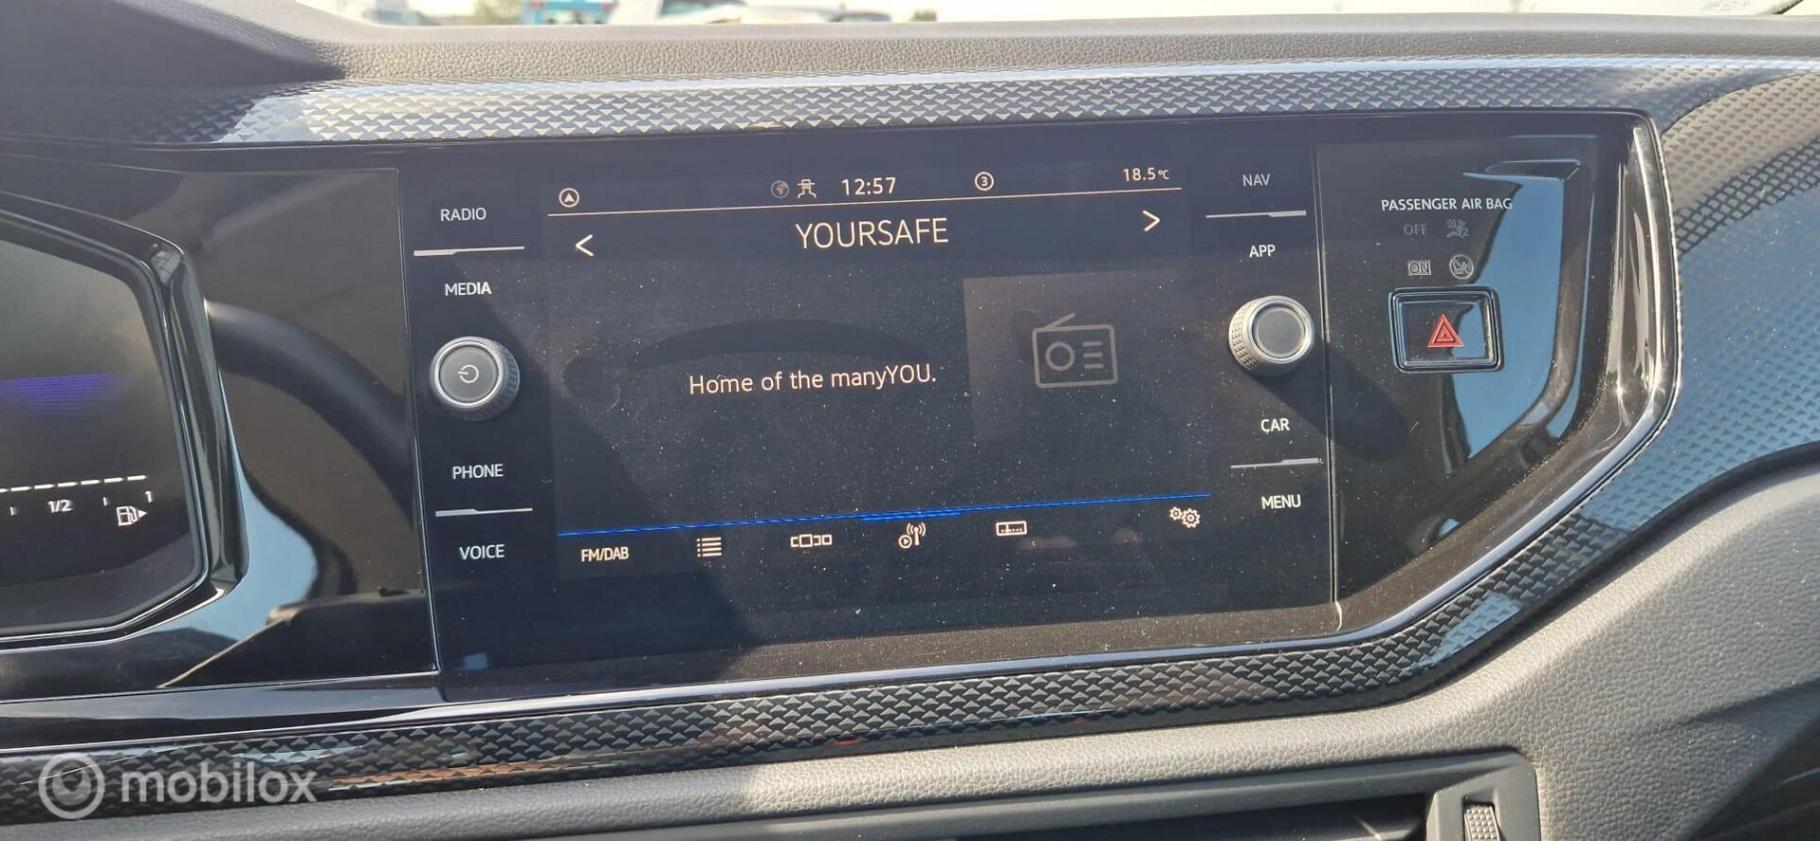 12:57
3
18.5°C
YOURSAFE
Home of the manyYOU.
FM/DAB
RADIO
MEDIA
PHONE
VOICE
NAV
APP
CAR
MENU
PASSENGER AIR BAG
OFF
ON
1/2
1
mobilox